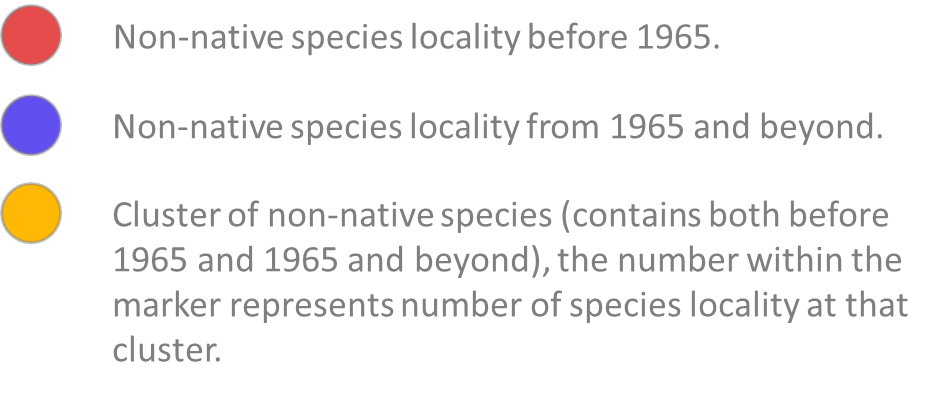 Non-native species locality before 1965.
Non-native species locality from 1965 and beyond.
Cluster of non-native species (contains both before
1965 and 1965 and beyond), the number within the
marker represents number of species locality at that
cluster.